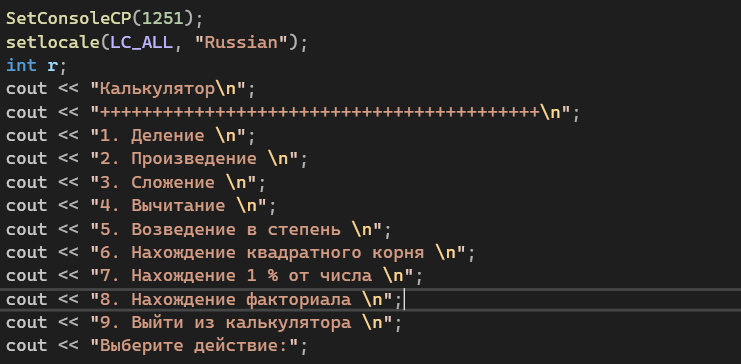 SetConsoleCP(1251);
setlocale(LC_ALL, "Russian");
int r;
cout << "Калькулятор\n";
cout << "++++++++++++++++++++++++++++++++++++++++++\n";
cout << "1. Деление \n";
cout << "2. Произведение \n";
cout << "3. Сложение \n";
cout << "4. Вычитание \n";
cout << "5. Возведение в степень \n";
cout << "6. Нахождение квадратного корня \n";
cout << "7. Нахождение 1 % от числа \n";
cout << "8. Нахождение факториала \n";
cout << "9. Выйти из калькулятора \n";
cout << "Выберите действие:";